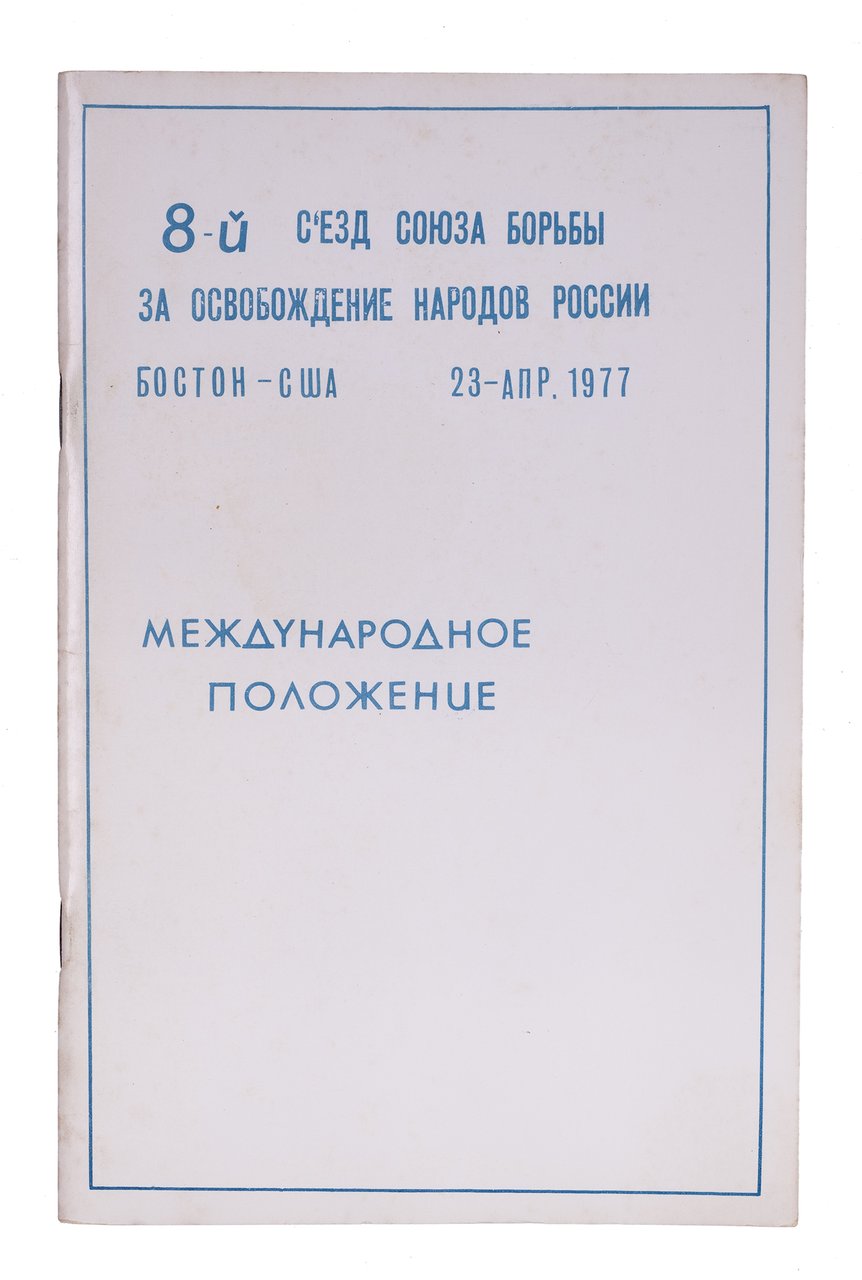 8-й С'ЕЗД СОЮЗА БОРЬБЫ
ЗА ОСВОБОЖДЕНИЕ НАРОДОВ РОССИИ
БОСТОН – США 23–АПР. 1977
МЕЖДУНАРОДНОЕ
ПОЛОЖЕНИЕ